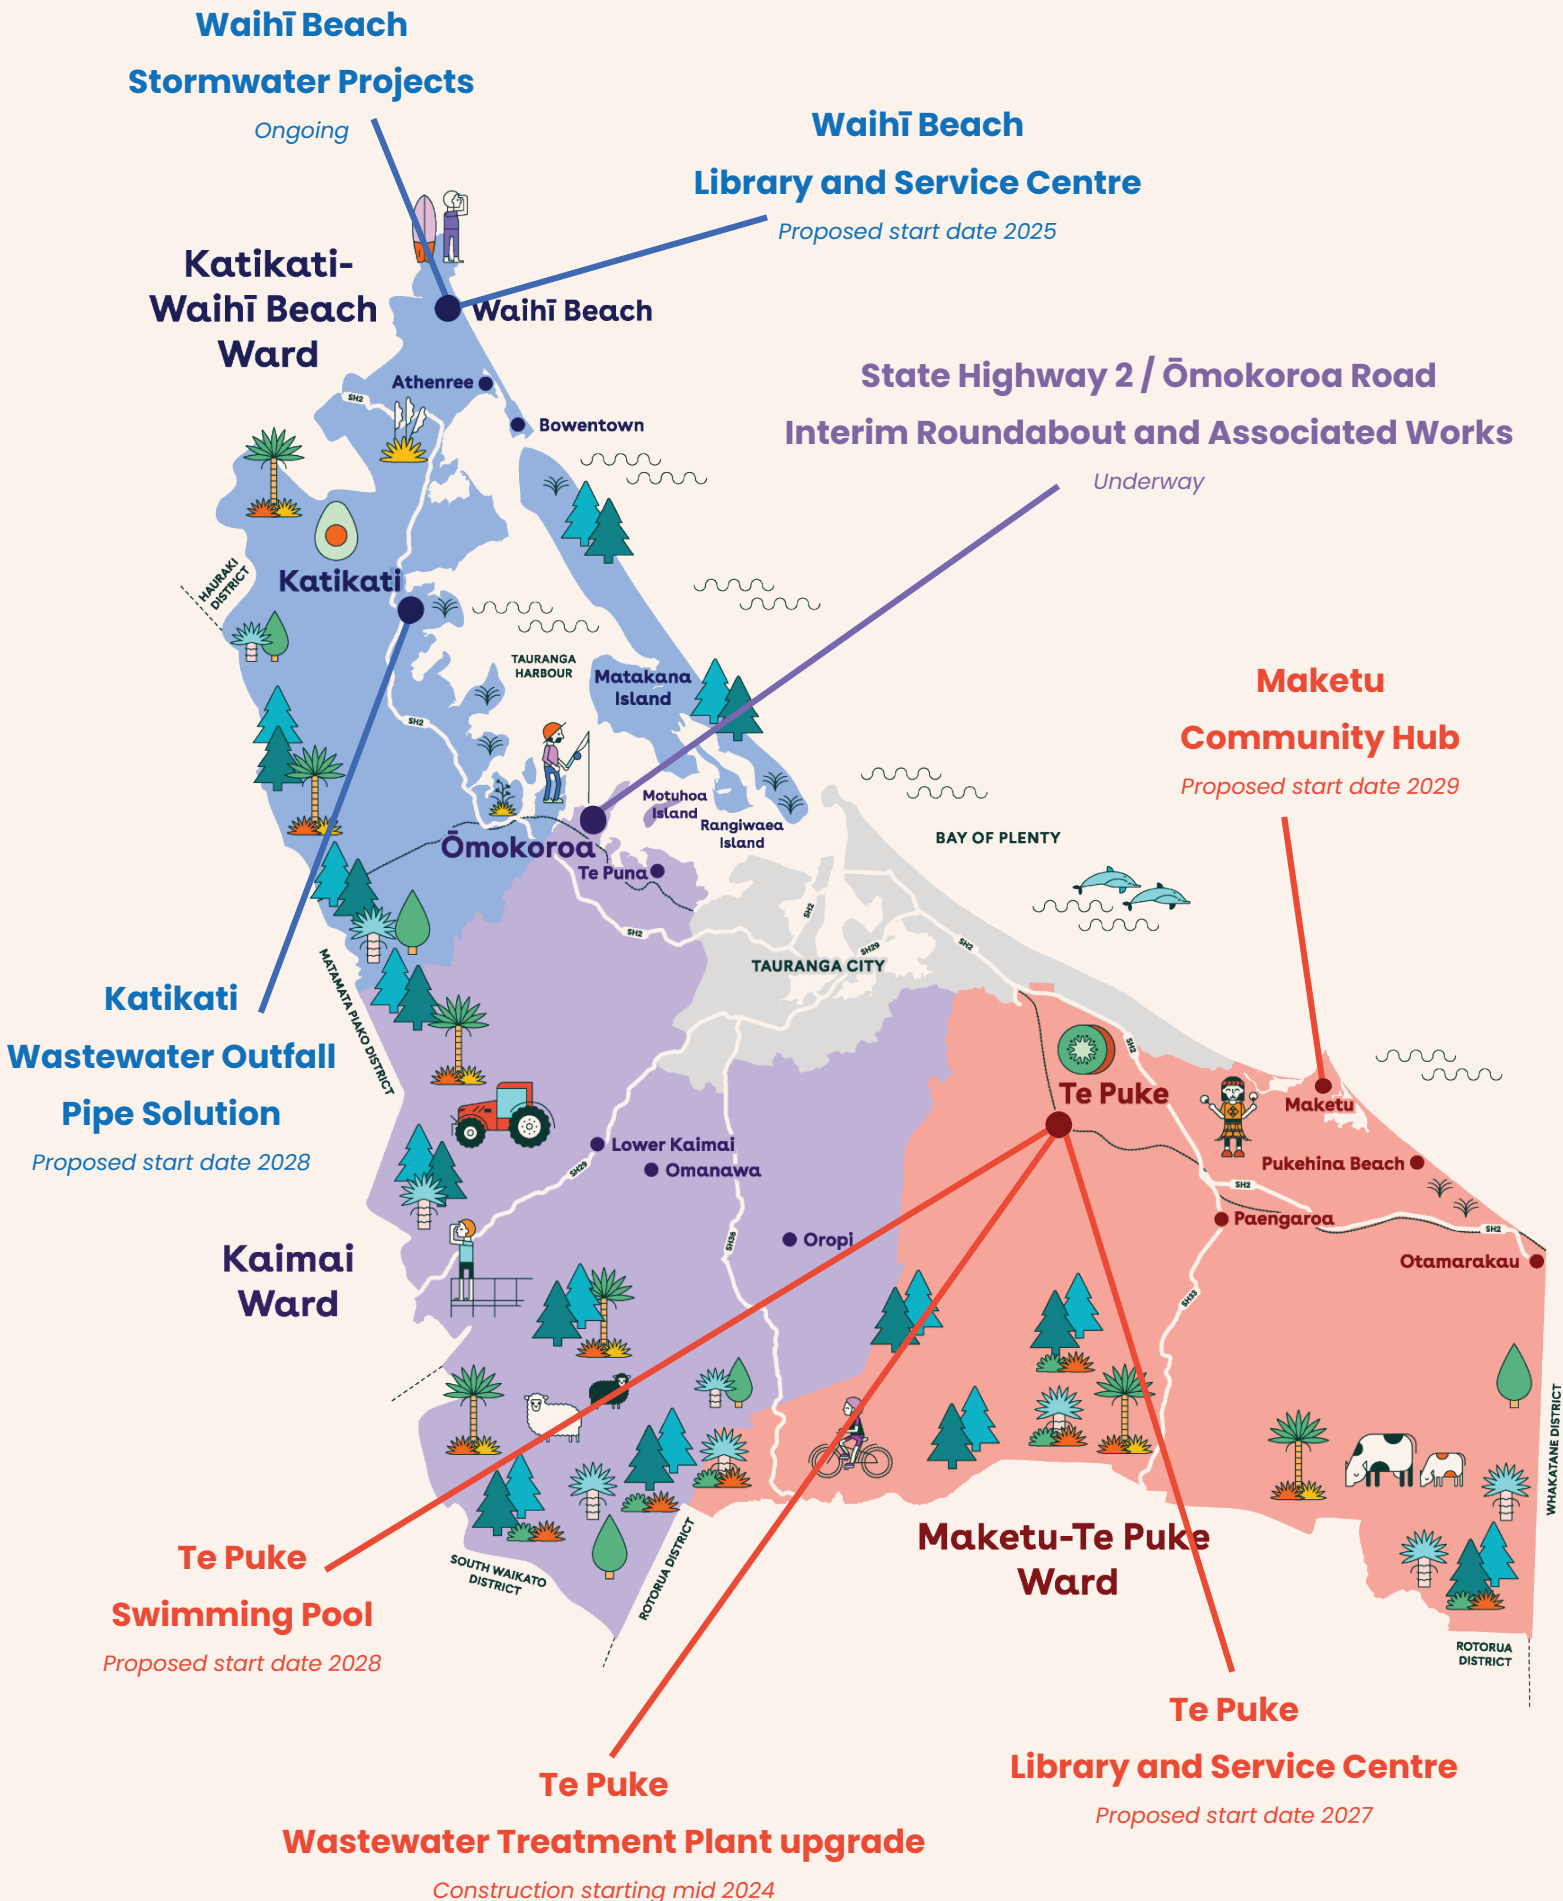 Waihī Beach
Stormwater Projects
Ongoing
Waihī Beach
Library and Service Centre
Proposed start date 2025
Katikati-
Waihī Beach
Ward
Waihī Beach
State Highway 2 / Ōmokoroa Road
Interim Roundabout and Associated Works
Underway
Athenree
SH2
Bowentown
HAURAKI
DISTRICT
Katikati
TAURANGA
HARBOUR
Matakana
Island
SH2
Maketu
Community Hub
Proposed start date 2029
Motuhoa
Island
Rangiwaea
Island
Ōmokoroa
Te Puna
BAY OF PLENTY
SH2
SH2
SH29
SH2
TAURANGA CITY
MATAMATA PIAKO DISTRICT
Katikati
Wastewater Outfall
Pipe Solution
Proposed start date 2028
SH2
Te Puke
Maketu
Lower Kaimai
SH29
Omanawa
Pukehina Beach
SH2
Paengaroa
SH2
SH36
Oropi
Otamarakau
Kaimai
Ward
SH33
WHAKATANE DISTRICT
Maketu-Te Puke
Ward
SOUTH WAIKATO
DISTRICT
ROTORUA DISTRICT
Te Puke
Swimming Pool
Proposed start date 2028
ROTORUA
DISTRICT
Te Puke
Library and Service Centre
Proposed start date 2027
Te Puke
Wastewater Treatment Plant upgrade
Construction starting mid 2024